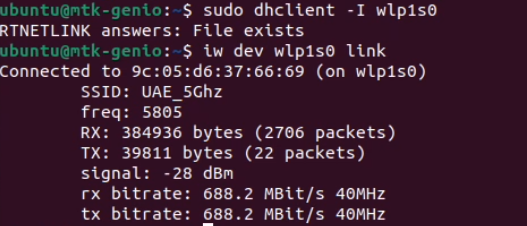 ubuntu@mtk-genio:~$ sudo dhclient -I wlp1s0
RTNETLINK answers: File exists
ubuntu@mtk-genio:~$ iw dev wlp1s0 link
Connected to 9c:05:d6:37:66:69 (on wlp1s0)
SSID: UAE_5Ghz
freq: 5805
RX: 384936 bytes (2706 packets)
TX: 39811 bytes (22 packets)
signal: -28 dBm
rx bitrate: 688.2 MBit/s 40MHz
tx bitrate: 688.2 MBit/s 40MHz